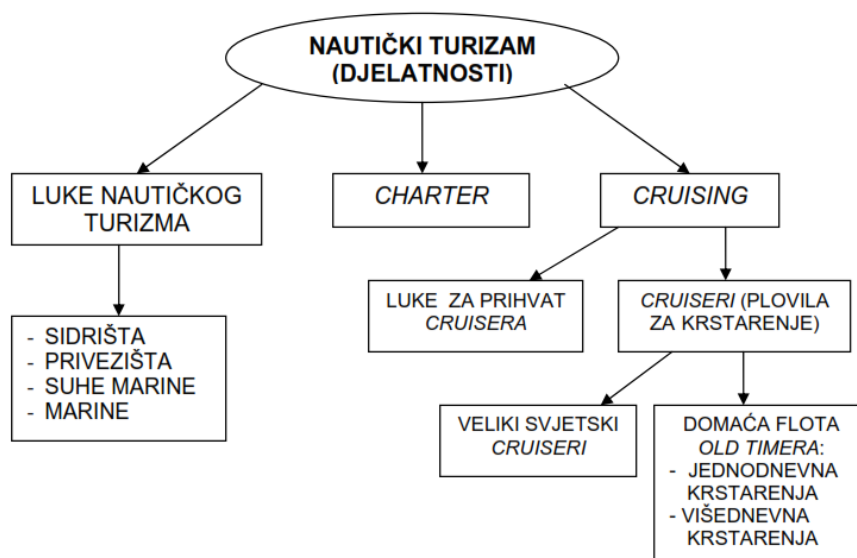 NAUTIČKI TURIZAM
(DJELATNOSTI)
LUKE NAUTIČKOG
TURIZMA
CHARTER
CRUISING
- SIDRIŠTA
- PRIVEZIŠTA
- SUHE MARINE
- MARINE
LUKE ZA PRIHVAT
CRUISERA
CRUISERI (PLOVILA
ZA KRSTARENJE)
VELIKI SVJETSKI
CRUISERI
DOMAĆA FLOTA
OLD TIMERA:
- JEDNODNEVNA
KRSTARENJA
- VIŠEDNEVNA
KRSTARENJA